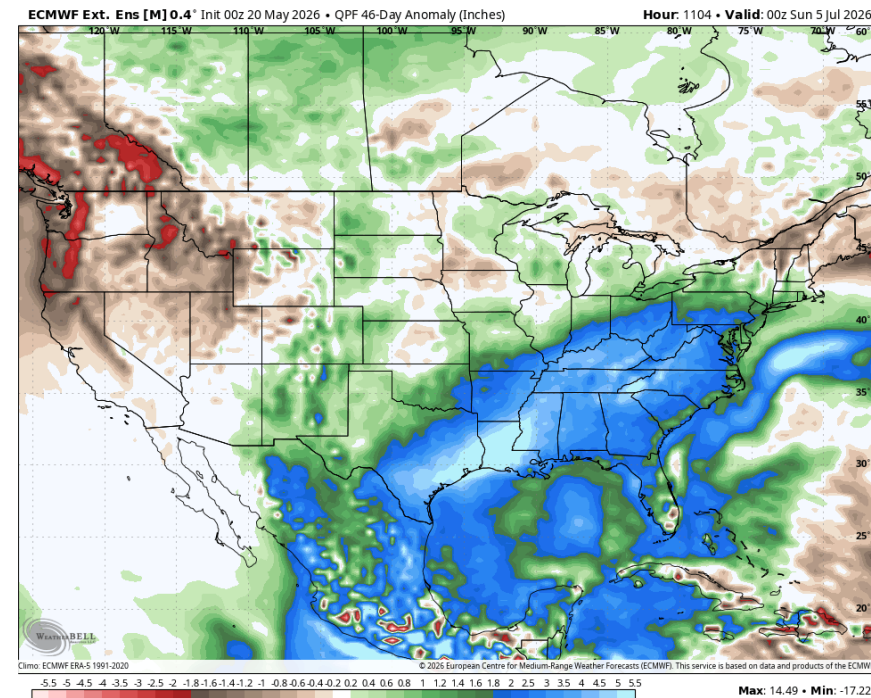 ECMWF Ext. Ens [M] 0.4° Init 00z 20 May 2026 • QPF 46-Day Anomaly (Inches) Hour: 1104 • Valid: 00z Sun 5 Jul 2026
120°W 115°W 110°W 105°W 100°W 95°W 90°W 85°W 80°W 75°W 70°W 60°
55°
50°
45°
40°
35°
30°
25°
20°
WEATHERBELL
Climo: ECMWF ERA-5 1991-2020 © 2026 European Centre for Medium-Range Weather Forecasts (ECMWF). This service is based on data and products of the ECMW
-5.5 -5 -4.5 -4 -3.5 -3 -2.5 -2 -1.8 -1.6 -1.4 -1.2 -1 -0.8 -0.6 -0.4 -0.2 0.2 0.4 0.6 0.8 1 1.2 1.4 1.6 1.8 2 2.5 3 3.5 4 4.5 5 5.5
Max: 14.49 • Min: -17.22